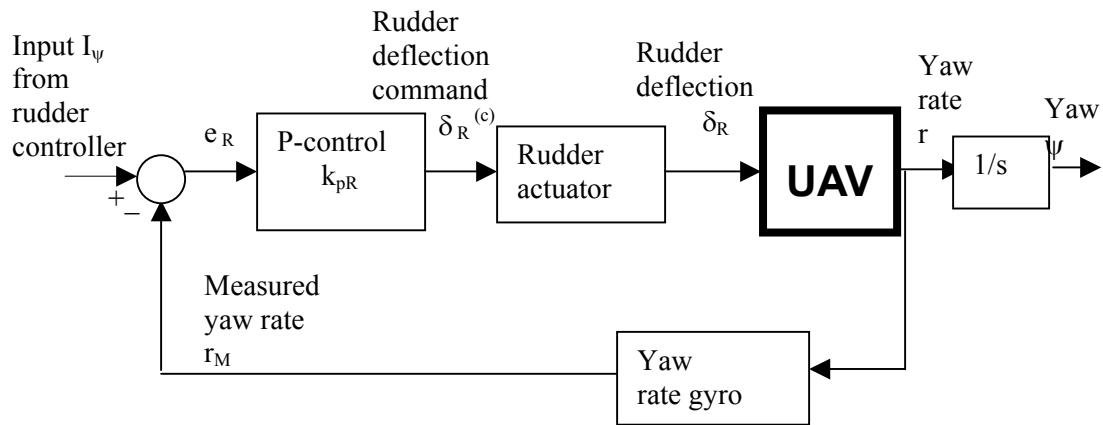 Input I_ψ
from
rudder
controller
+
–
e_R
P-control
k_pR
Rudder
deflection
command
δ_R^(c)
Rudder
actuator
Rudder
deflection
δ_R
UAV
Yaw
rate
r
1/s
Yaw
ψ
Measured
yaw rate
r_M
Yaw
rate gyro